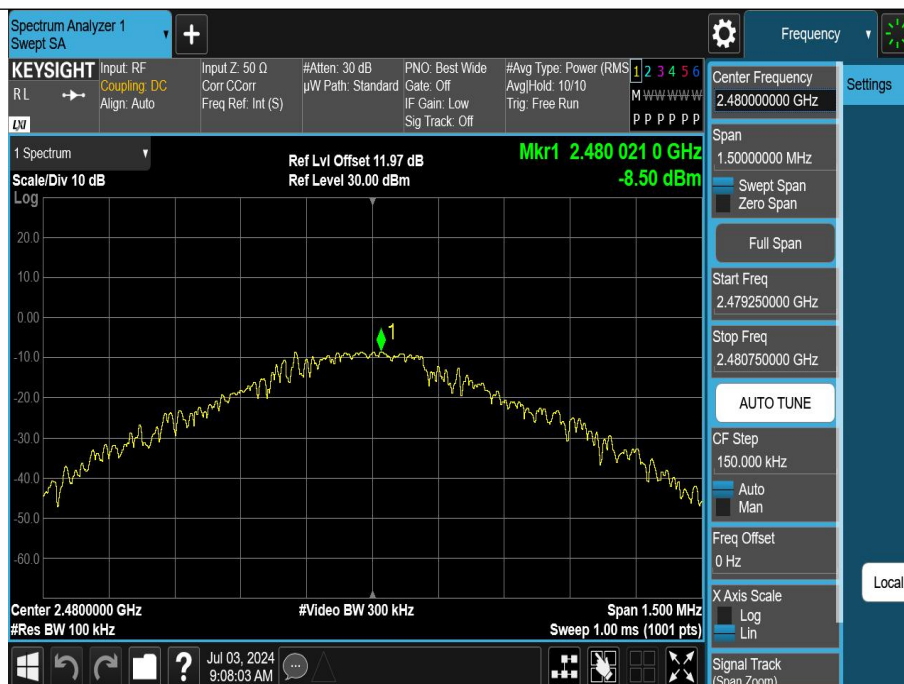 Spectrum Analyzer 1
Swept SA
+
Frequency
KEYSIGHT
RL
LXI
Input: RF
Coupling: DC
Align: Auto
Input Z: 50 Ω
Corr CCorr
Freq Ref: Int (S)
#Atten: 30 dB
µW Path: Standard
PNO: Best Wide
Gate: Off
IF Gain: Low
Sig Track: Off
#Avg Type: Power (RMS
Avg|Hold: 10/10
Trig: Free Run
1 2 3 4 5 6
M W W W W W
P P P P P P
1 Spectrum
Scale/Div 10 dB
Ref Lvl Offset 11.97 dB
Ref Level 30.00 dBm
Mkr1 2.480 021 0 GHz
-8.50 dBm
Log
20.0
10.0
0.00
-10.0
-20.0
-30.0
-40.0
-50.0
-60.0
1
Center 2.4800000 GHz
#Res BW 100 kHz
#Video BW 300 kHz
Span 1.500 MHz
Sweep 1.00 ms (1001 pts)
Center Frequency
2.480000000 GHz
Span
1.50000000 MHz
Swept Span
Zero Span
Full Span
Start Freq
2.479250000 GHz
Stop Freq
2.480750000 GHz
AUTO TUNE
CF Step
150.000 kHz
Auto
Man
Freq Offset
0 Hz
X Axis Scale
Log
Lin
Signal Track
(Span Zoom)
Settings
Local
?
Jul 03, 2024
9:08:03 AM